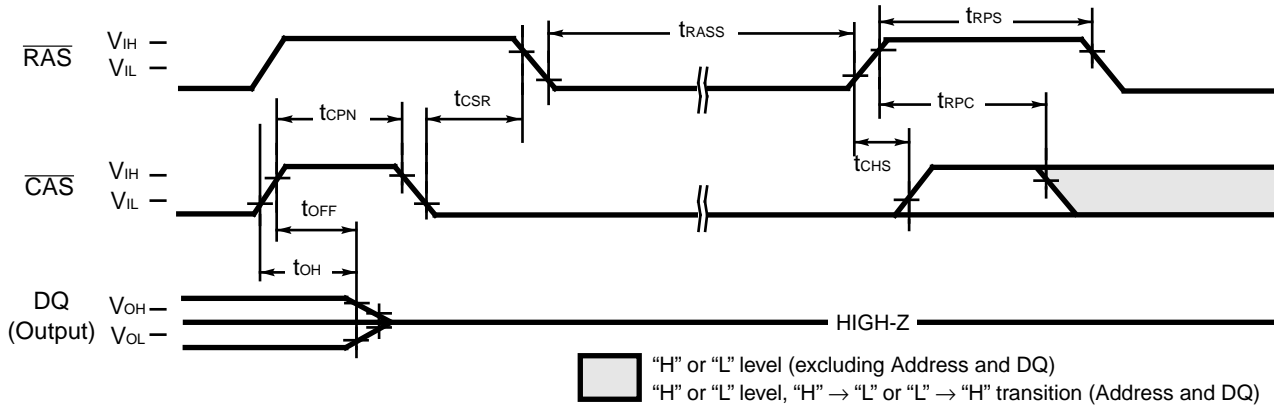 RAS
VIH
VIL
tRASS
tRPS
tCSR
tCPN
tRPC
tCHS
CAS
VIH
VIL
tOFF
tOH
DQ
(Output)
VOH
VOL
HIGH-Z
“H” or “L” level (excluding Address and DQ)
“H” or “L” level, “H” → “L” or “L” → “H” transition (Address and DQ)